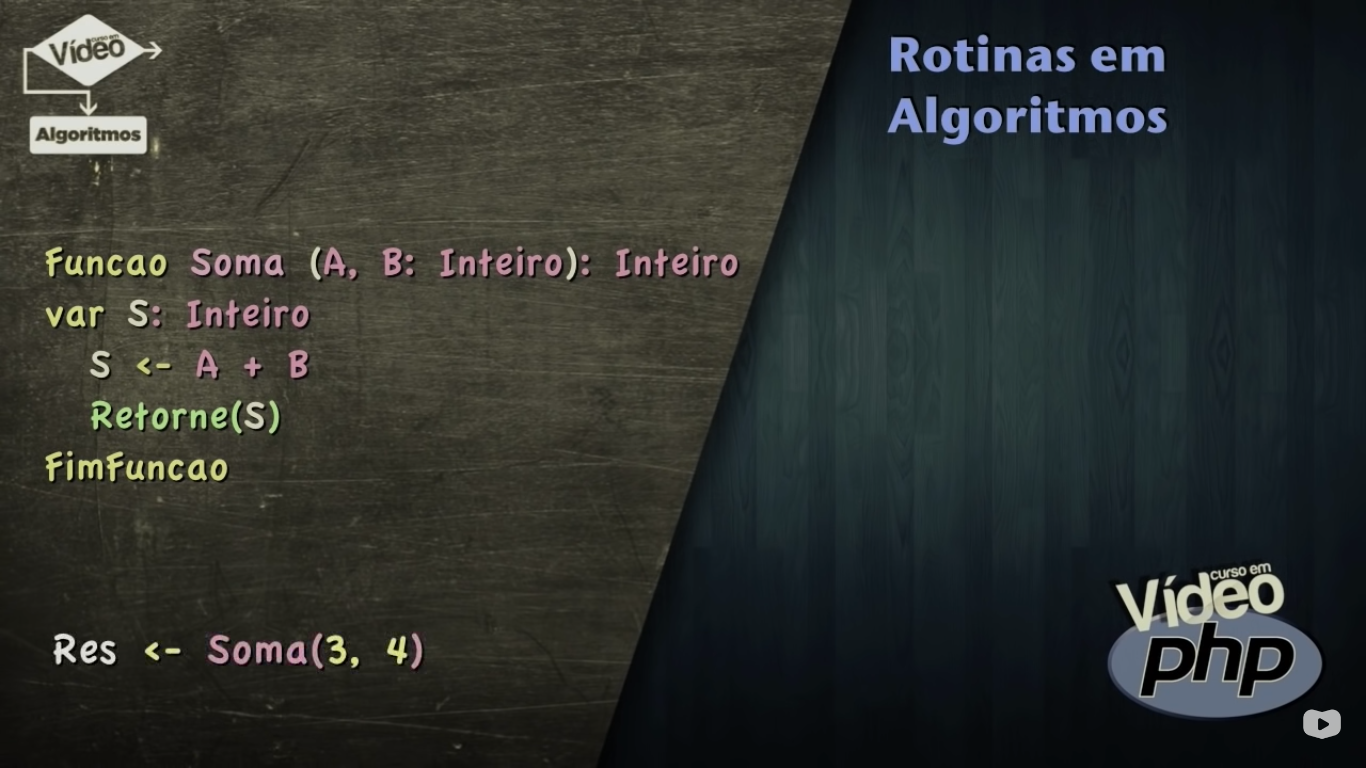 curso em
Vídeo
Algoritmos
Rotinas em
Algoritmos
Funcao Soma (A, B: Inteiro): Inteiro
var S: Inteiro
S <- A + B
Retorne(S)
FimFuncao
Res <- Soma(3, 4)
curso em
Vídeo
php